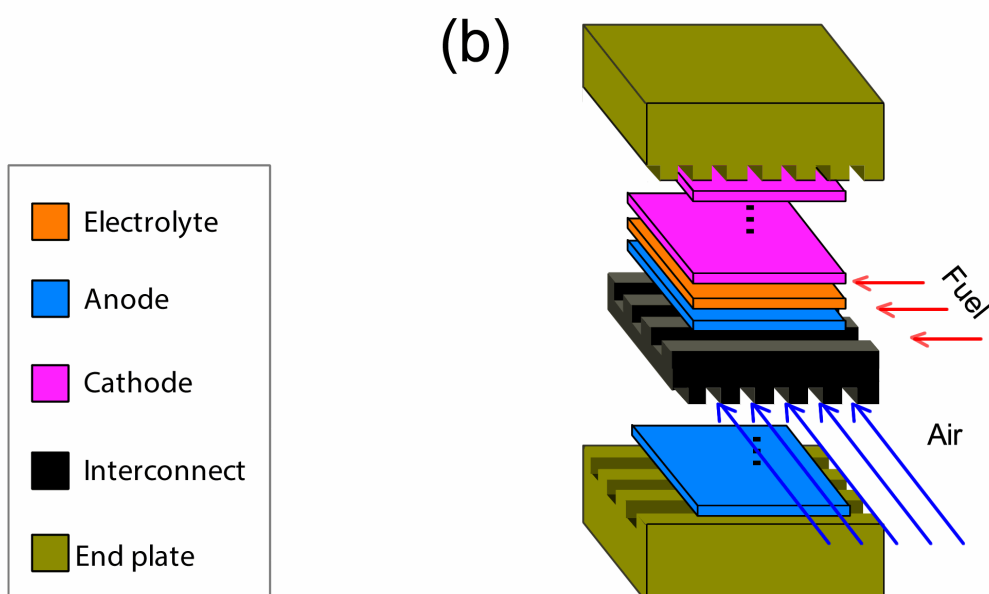 (b)
Electrolyte
Anode
Cathode
Interconnect
End plate
Fuel
Air